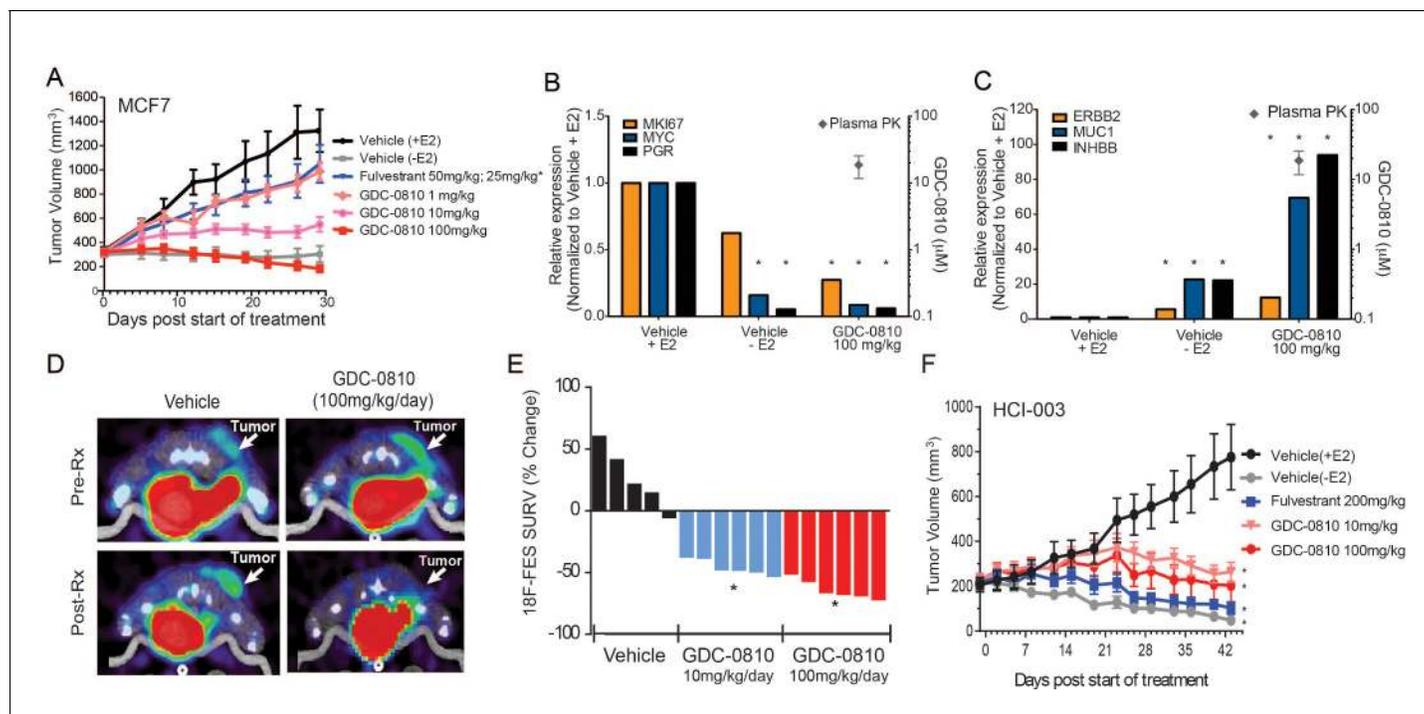 A
MCF7
Tumor Volume (mm3)
1600
1400
1200
1000
800
600
400
200
0
10
20
30
Days post start of treatment
Vehicle (+E2)
Vehicle (-E2)
Fulvestrant 50mg/kg; 25mg/kg*
GDC-0810 1 mg/kg
GDC-0810 10mg/kg
GDC-0810 100mg/kg
B
Relative expression
(Normalized to Vehicle + E2)
1.5
1.0
0.5
0.0
MKI67
MYC
PGR
Plasma PK
* * * * *
100
10
1
0.1
GDC-0810 (μM)
Vehicle
+ E2
Vehicle
- E2
GDC-0810
100 mg/kg
C
Relative expression
(Normalized to Vehicle + E2)
120
100
80
60
40
20
0
ERBB2
MUC1
INHBB
Plasma PK
* * *
* * *
100
10
1
0.1
GDC-0810 (μM)
Vehicle
+ E2
Vehicle
- E2
GDC-0810
100 mg/kg
D
Vehicle
GDC-0810
(100mg/kg/day)
Pre-Rx
Tumor
Tumor
Post-Rx
Tumor
Tumor
E
18F-FES SURV (% Change)
100
50
0
-50
-100
*
*
Vehicle
GDC-0810
10mg/kg/day
GDC-0810
100mg/kg/day
F
HCI-003
Tumor Volume (mm3)
1000
800
600
400
200
0
0
7
14
21
28
35
42
Days post start of treatment
Vehicle(+E2)
Vehicle(-E2)
Fulvestrant 200mg/kg
GDC-0810 10mg/kg
GDC-0810 100mg/kg
* 
*
*
*